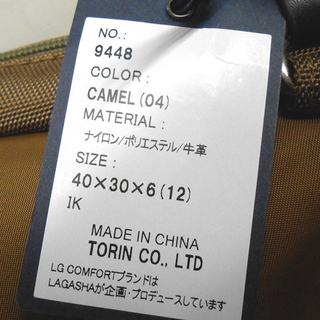 NO.:
9448
COLOR :
CAMEL(04)
MATERIAL :
ナイロン/ポリエステル/牛革
SIZE :
40×30×6(12)
IK
MADE IN CHINA
TORIN CO., LTD
LG COMFORTブランドは
LAGASHAが企画・プロデュースしています